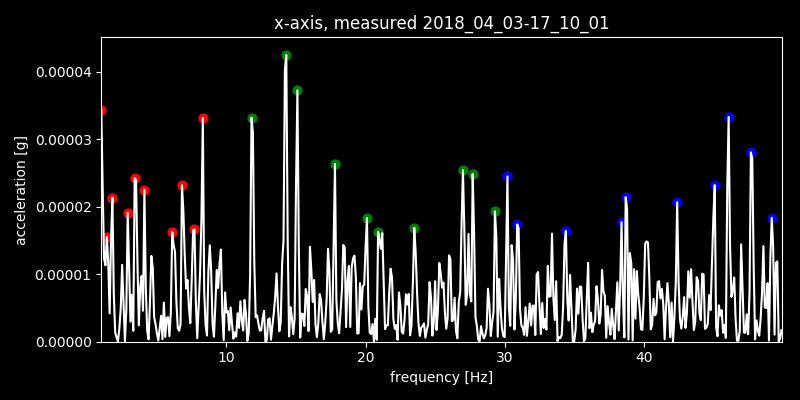 x-axis, measured 2018_04_03-17_10_01
acceleration [g]
0.00004
0.00003
0.00002
0.00001
0.00000
10 20 30 40
frequency [Hz]